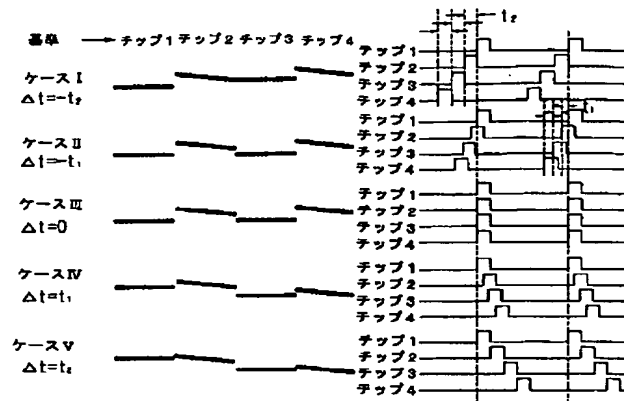 基準 → チップ1 チップ2 チップ3 チップ4
ケースI
Δt=-t₂
ケースII
Δt=-t₁
ケースIII
Δt=0
ケースIV
Δt=t₁
ケースV
Δt=t₂
t₂
チップ1
チップ2
チップ3
チップ4
t₁
チップ1
チップ2
チップ3
チップ4
チップ1
チップ2
チップ3
チップ4
チップ1
チップ2
チップ3
チップ4
チップ1
チップ2
チップ3
チップ4